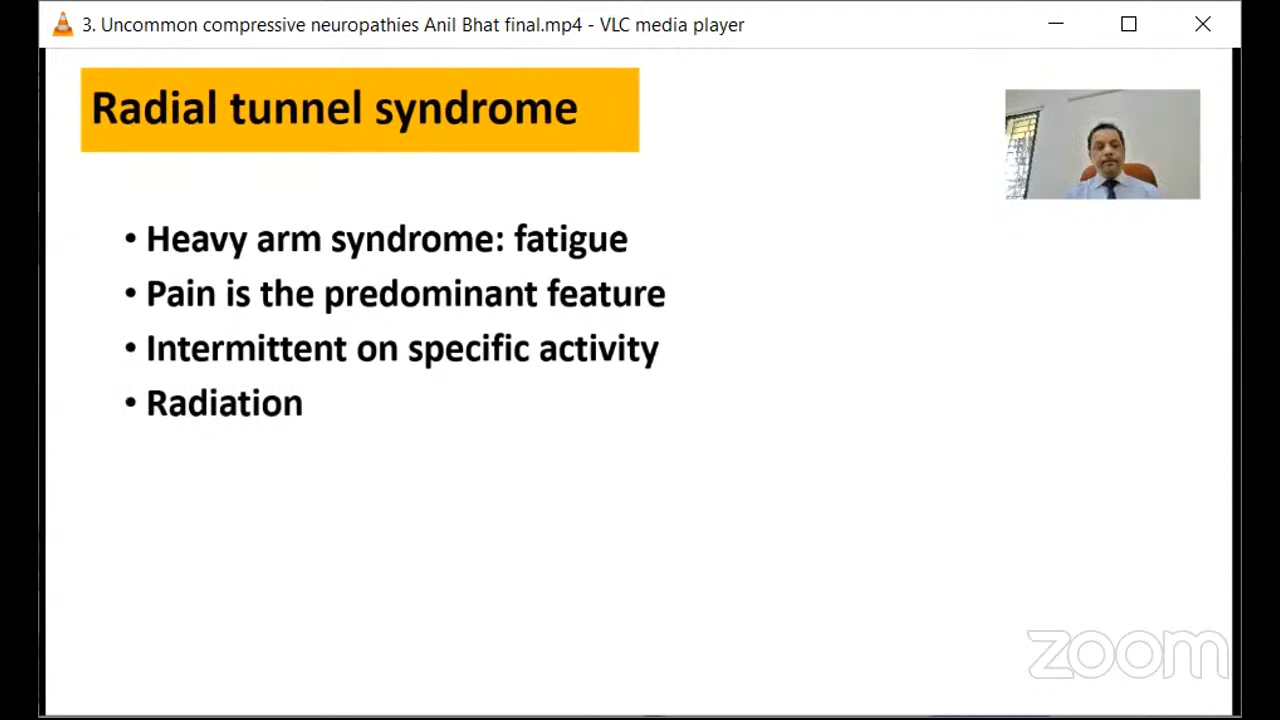 3. Uncommon compressive neuropathies Anil Bhat final.mp4 - VLC media player
Radial tunnel syndrome
• Heavy arm syndrome: fatigue
• Pain is the predominant feature
• Intermittent on specific activity
• Radiation
zoom